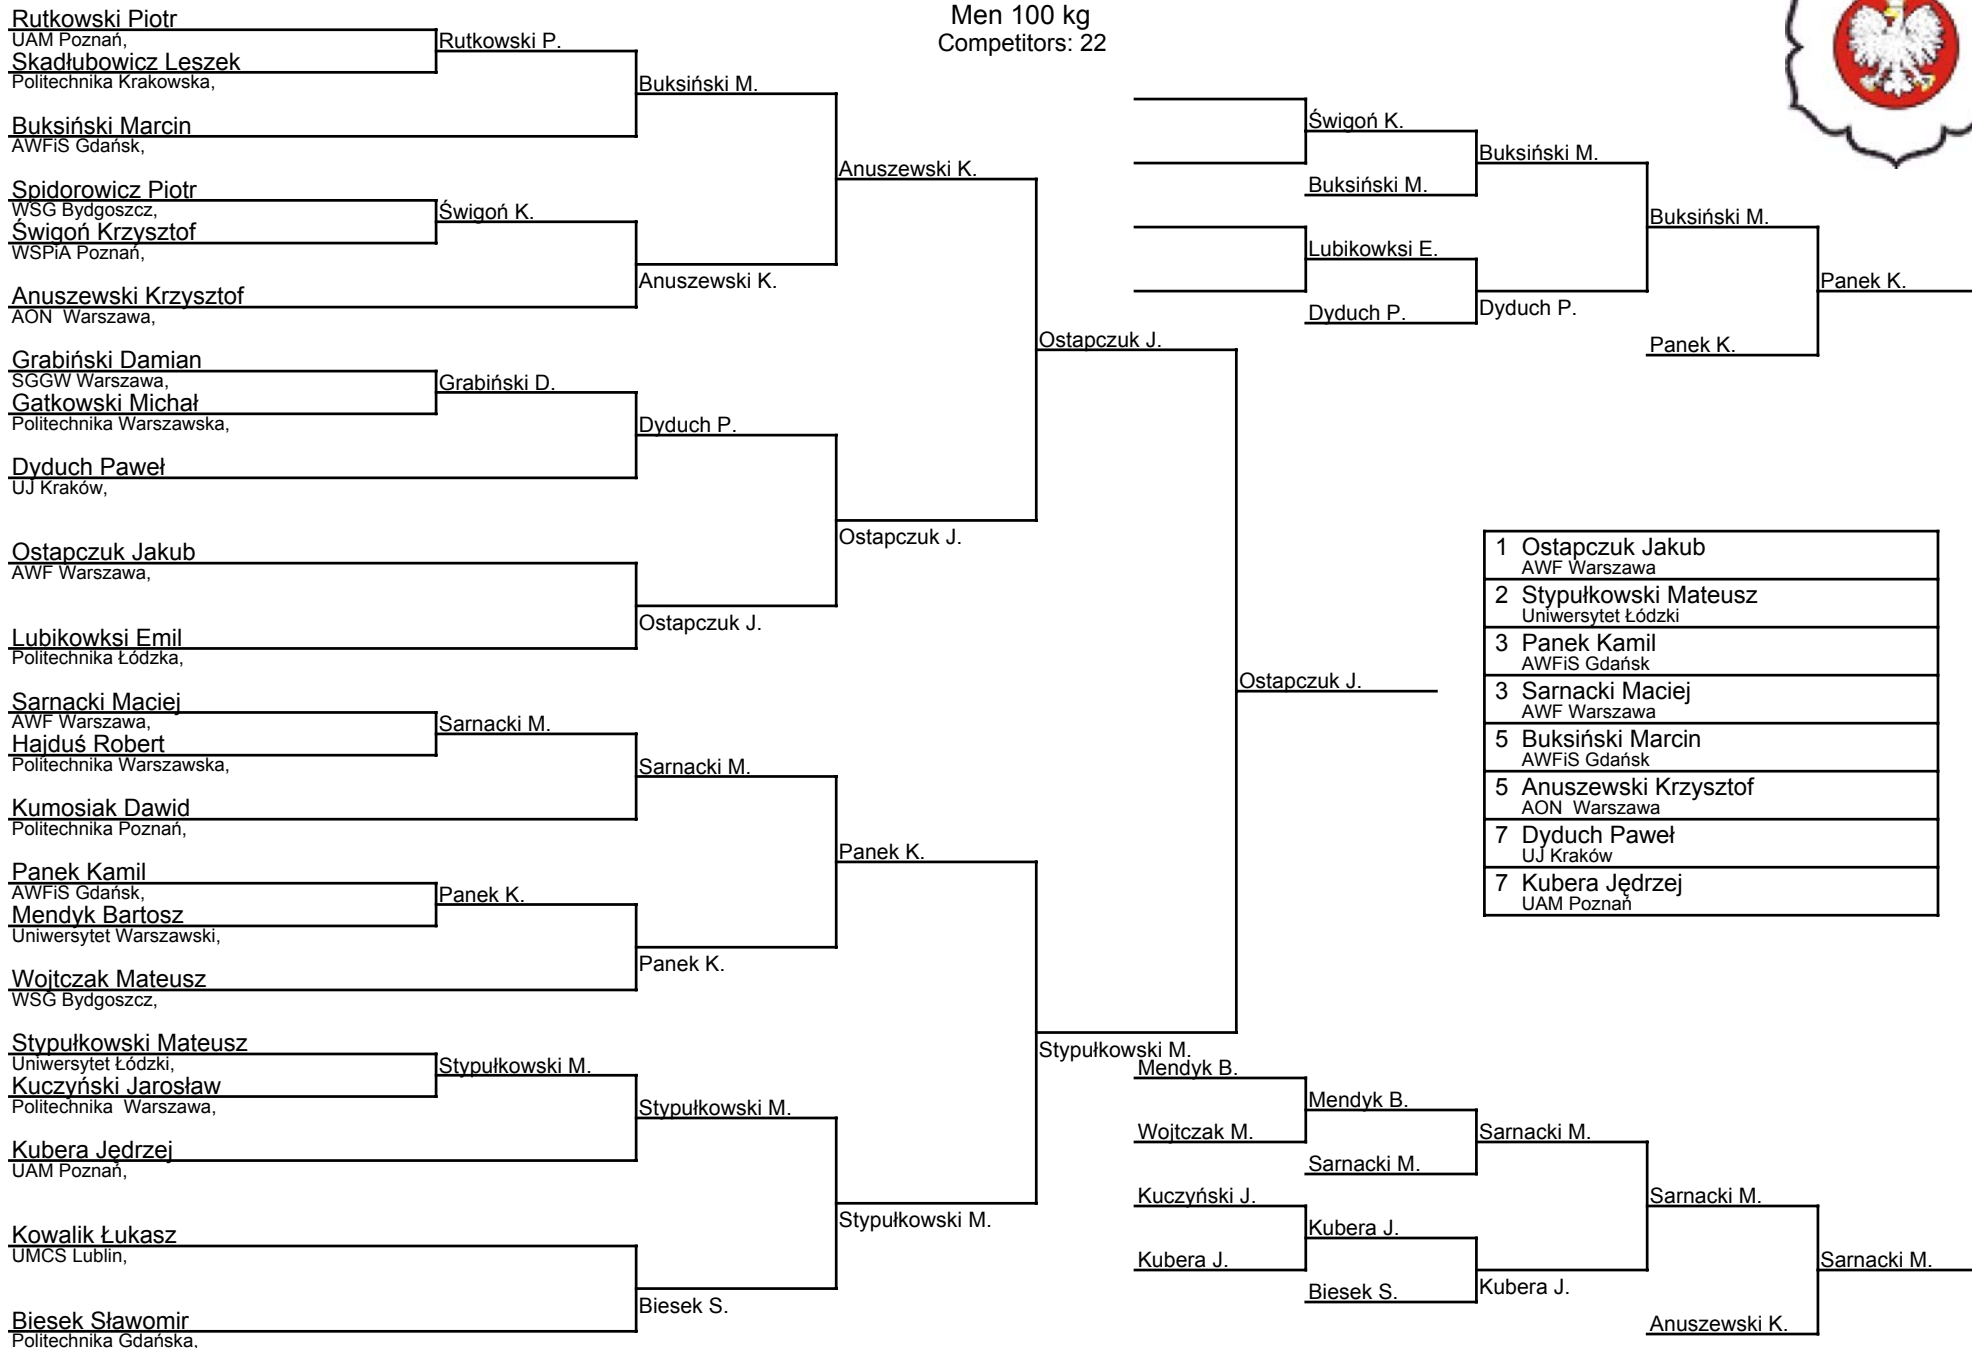 Men 100 kg
Competitors: 22
Rutkowski Piotr
UAM Poznań,
Skadłubowicz Leszek
Politechnika Krakowska,
Buksiński Marcin
AWFiS Gdańsk,
Spidorowicz Piotr
WSG Bydgoszcz,
Świgoń Krzysztof
WSPiA Poznań,
Anuszewski Krzysztof
AON  Warszawa,
Grabiński Damian
SGGW Warszawa,
Gatkowski Michał
Politechnika Warszawska,
Dyduch Paweł
UJ Kraków,
Ostapczuk Jakub
AWF Warszawa,
Lubikowksi Emil
Politechnika Łódzka,
Sarnacki Maciej
AWF Warszawa,
Hajduś Robert
Politechnika Warszawska,
Kumosiak Dawid
Politechnika Poznań,
Panek Kamil
AWFiS Gdańsk,
Mendyk Bartosz
Uniwersytet Warszawski,
Wojtczak Mateusz
WSG Bydgoszcz,
Stypułkowski Mateusz
Uniwersytet Łódzki,
Kuczyński Jarosław
Politechnika  Warszawa,
Kubera Jędrzej
UAM Poznań,
Kowalik Łukasz
UMCS Lublin,
Biesek Sławomir
Politechnika Gdańska,
Rutkowski P.
Świgoń K.
Grabiński D.
Sarnacki M.
Panek K.
Stypułkowski M.
Buksiński M.
Anuszewski K.
Dyduch P.
Ostapczuk J.
Sarnacki M.
Panek K.
Stypułkowski M.
Biesek S.
Anuszewski K.
Ostapczuk J.
Panek K.
Stypułkowski M.
Ostapczuk J.
Stypułkowski M.
Ostapczuk J.
Świgoń K.
Buksiński M.
Lubikowksi E.
Dyduch P.
Buksiński M.
Dyduch P.
Buksiński M.
Panek K.
Panek K.
1 Ostapczuk Jakub
AWF Warszawa
2 Stypułkowski Mateusz
Uniwersytet Łódzki
3 Panek Kamil
AWFiS Gdańsk
3 Sarnacki Maciej
AWF Warszawa
5 Buksiński Marcin
AWFiS Gdańsk
5 Anuszewski Krzysztof
AON  Warszawa
7 Dyduch Paweł
UJ Kraków
7 Kubera Jędrzej
UAM Poznań
Mendyk B.
Wojtczak M.
Kuczyński J.
Kubera J.
Mendyk B.
Sarnacki M.
Kubera J.
Biesek S.
Sarnacki M.
Kubera J.
Sarnacki M.
Anuszewski K.
Sarnacki M.